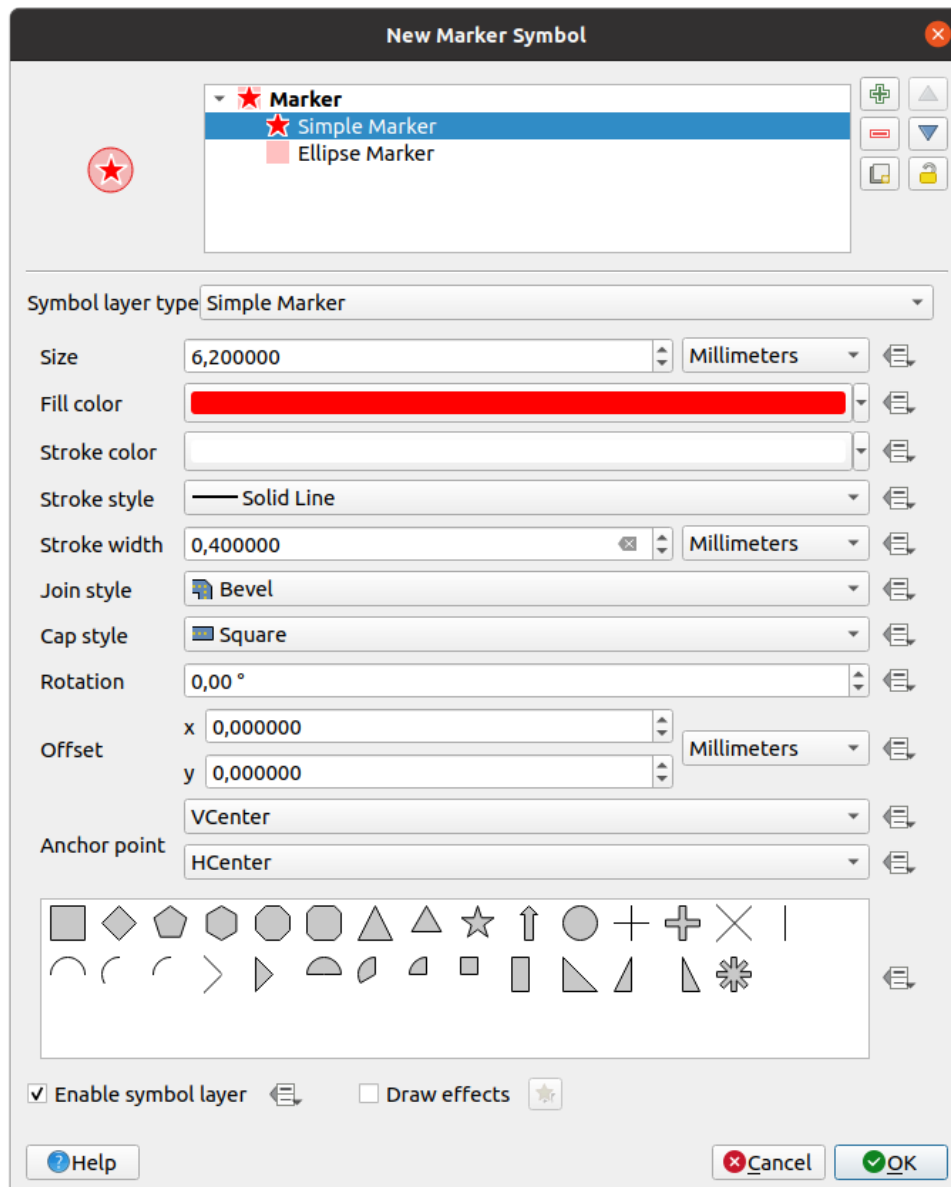 New Marker Symbol
Marker
Simple Marker
Ellipse Marker
Symbol layer type Simple Marker
Size 6,200000 Millimeters
Fill color
Stroke color
Stroke style Solid Line
Stroke width 0,400000 Millimeters
Join style Bevel
Cap style Square
Rotation 0,00 °
x 0,000000
Offset Millimeters
y 0,000000
VCenter
Anchor point
HCenter
Enable symbol layer Draw effects
Help Cancel OK